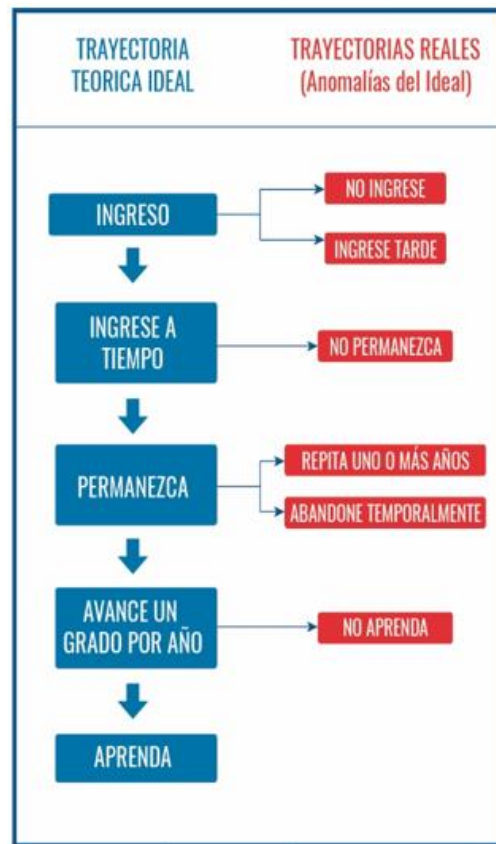 TRAYECTORIA
TEORICA IDEAL
TRAYECTORIAS REALES
(Anomalías del Ideal)
INGRESO
NO INGRESE
INGRESE TARDE
INGRESE A
TIEMPO
NO PERMANEZCA
PERMANEZCA
REPITA UNO O MÁS AÑOS
ABANDONE TEMPORALMENTE
AVANCE UN
GRADO POR AÑO
NO APRENDA
APRENDA